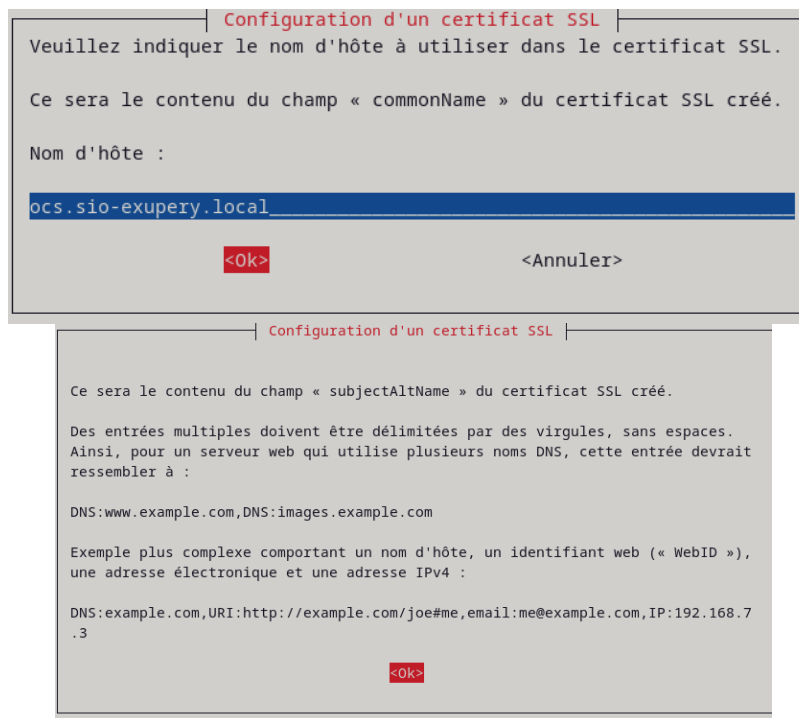 Configuration d'un certificat SSL
Veuillez indiquer le nom d'hôte à utiliser dans le certificat SSL.
Ce sera le contenu du champ « commonName » du certificat SSL créé.
Nom d'hôte :
ocs.sio-exupery.local
<Ok> <Annuler>
Configuration d'un certificat SSL
Ce sera le contenu du champ « subjectAltName » du certificat SSL créé.
Des entrées multiples doivent être délimitées par des virgules, sans espaces.
Ainsi, pour un serveur web qui utilise plusieurs noms DNS, cette entrée devrait
ressembler à :
DNS:www.example.com,DNS:images.example.com
Exemple plus complexe comportant un nom d'hôte, un identifiant web (« WebID »),
une adresse électronique et une adresse IPv4 :
DNS:example.com,URI:http://example.com/joe#me,email:me@example.com,IP:192.168.7
.3
<Ok>